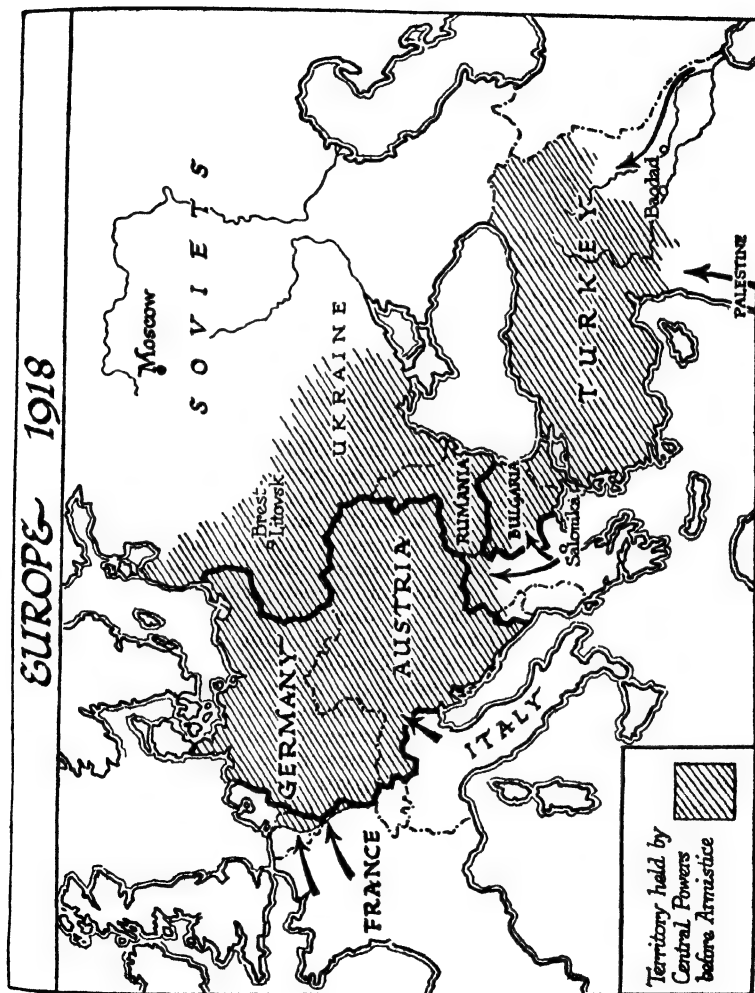 EUROPE 1918
Moscow
SOVIETS
UKRAINE
Brest
Litovsk
GERMANY
AUSTRIA
RUMANIA
BULGARIA
Salonika
TURKEY
Bagdad
PALESTINE
FRANCE
ITALY
Territory held by
Central Powers
before Armistice